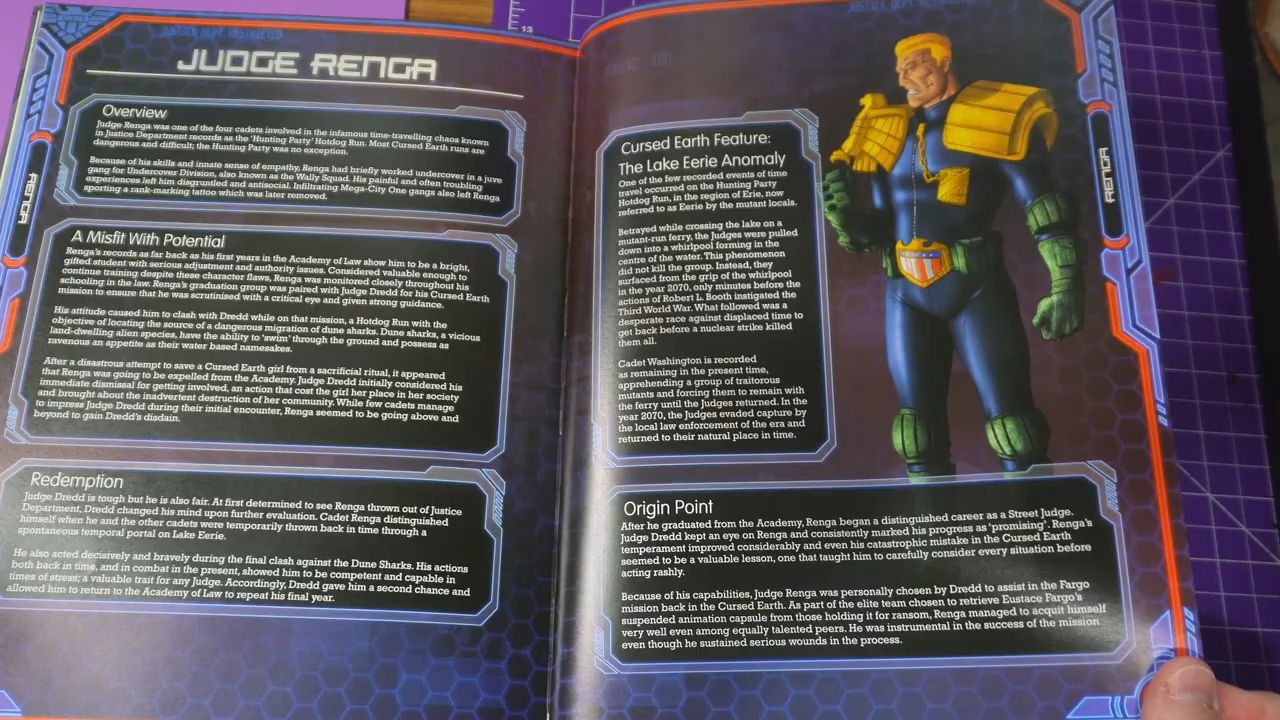 JUSTICE DEPT. RESTRICTED
JUDGE RENGA
Overview
Judge Renga was one of the four cadets involved in the infamous time-travelling chaos known
in Justice Department records as the 'Hunting Party' Hotdog Run. Most Cursed Earth runs are
dangerous and difficult; the Hunting Party was no exception.
Because of his skills and innate sense of empathy, Renga had briefly worked undercover in a juve
gang for Undercover Division, also known as the Wally Squad. His painful and often troubling
experiences left him disgruntled and antisocial. Infiltrating Mega-City One gangs also left Renga
sporting a rank-marking tattoo which was later removed.
A Misfit With Potential
Renga's records as far back as his first years in the Academy of Law show him to be a bright,
gifted student with serious adjustment and authority issues. Considered valuable enough to
continue training despite these character flaws, Renga was monitored closely throughout his
schooling in the law. Renga's graduation group was paired with Judge Dredd for his Cursed Earth
mission to ensure that he was scrutinised with a critical eye and given strong guidance.
His attitude caused him to clash with Dredd while on that mission, a Hotdog Run with the
objective of locating the source of a dangerous migration of dune sharks. Dune sharks, a vicious
land-dwelling alien species, have the ability to 'swim' through the ground and possess as
ravenous an appetite as their water based namesakes.
After a disastrous attempt to save a Cursed Earth girl from a sacrificial ritual, it appeared
that Renga was going to be expelled from the Academy. Judge Dredd initially considered his
immediate dismissal for getting involved, an action that cost the girl her place in her society
and brought about the inadvertent destruction of her community. While few cadets manage
to impress Judge Dredd during their initial encounter, Renga seemed to be going above and
beyond to gain Dredd's disdain.
Redemption
Judge Dredd is tough but he is also fair. At first determined to see Renga thrown out of Justice
Department, Dredd changed his mind upon further evaluation. Cadet Renga distinguished
himself when he and the other cadets were temporarily thrown back in time through a
spontaneous temporal portal on Lake Eerie.
He also acted decisively and bravely during the final clash against the Dune Sharks. His actions
both back in time, and in combat in the present, showed him to be competent and capable in
times of stress; a valuable trait for any Judge. Accordingly, Dredd gave him a second chance and
allowed him to return to the Academy of Law to repeat his final year.
RENGA
13
JUSTICE DEPT. RESTRICTED
Cursed Earth Feature:
The Lake Eerie Anomaly
One of the few recorded events of time
travel occurred on the Hunting Party
Hotdog Run, in the region of Erie, now
referred to as Eerie by the mutant locals.
Betrayed while crossing the lake on a
mutant-run ferry, the Judges were pulled
down into a whirlpool forming in the
centre of the water. This phenomenon
did not kill the group. Instead, they
surfaced from the grip of the whirlpool
in the year 2070, only minutes before the
actions of Robert L. Booth instigated the
Third World War. What followed was a
desperate race against displaced time to
get back before a nuclear strike killed
them all.
Cadet Washington is recorded
as remaining in the present time,
apprehending a group of traitorous
mutants and forcing them to remain with
the ferry until the Judges returned. In the
year 2070, the Judges evaded capture by
the local law enforcement of the era and
returned to their natural place in time.
Origin Point
After he graduated from the Academy, Renga began a distinguished career as a Street Judge.
Judge Dredd kept an eye on Renga and consistently marked his progress as 'promising'. Renga's
temperament improved considerably and even his catastrophic mistake in the Cursed Earth
seemed to be a valuable lesson, one that taught him to carefully consider every situation before
acting rashly.
Because of his capabilities, Judge Renga was personally chosen by Dredd to assist in the Fargo
mission back in the Cursed Earth. As part of the elite team chosen to retrieve Eustace Fargo's
suspended animation capsule from those holding it for ransom, Renga managed to acquit himself
very well even among equally talented peers. He was instrumental in the success of the mission
even though he sustained serious wounds in the process.
RENGA